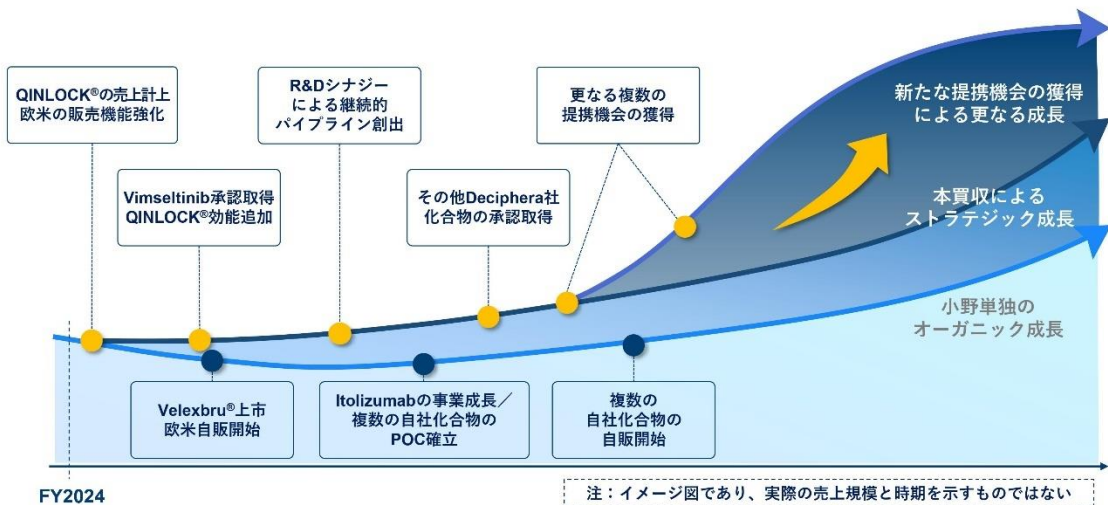 QINLOCK®の売上計上
欧米の販売機能強化
R&Dシナジー
による継続的
パイプライン創出
更なる複数の
提携機会の獲得
新たな提携機会の獲得
による更なる成長
Vimseltinib承認取得
QINLOCK®効能追加
その他Deciphera社
化合物の承認取得
本買収による
ストラテジック成長
小野単独の
オーガニック成長
Velexbru®上市
欧米自販開始
Itolizumabの事業成長／
複数の自社化合物の
POC確立
複数の
自社化合物の
自販開始
FY2024
注：イメージ図であり、実際の売上規模と時期を示すものではない